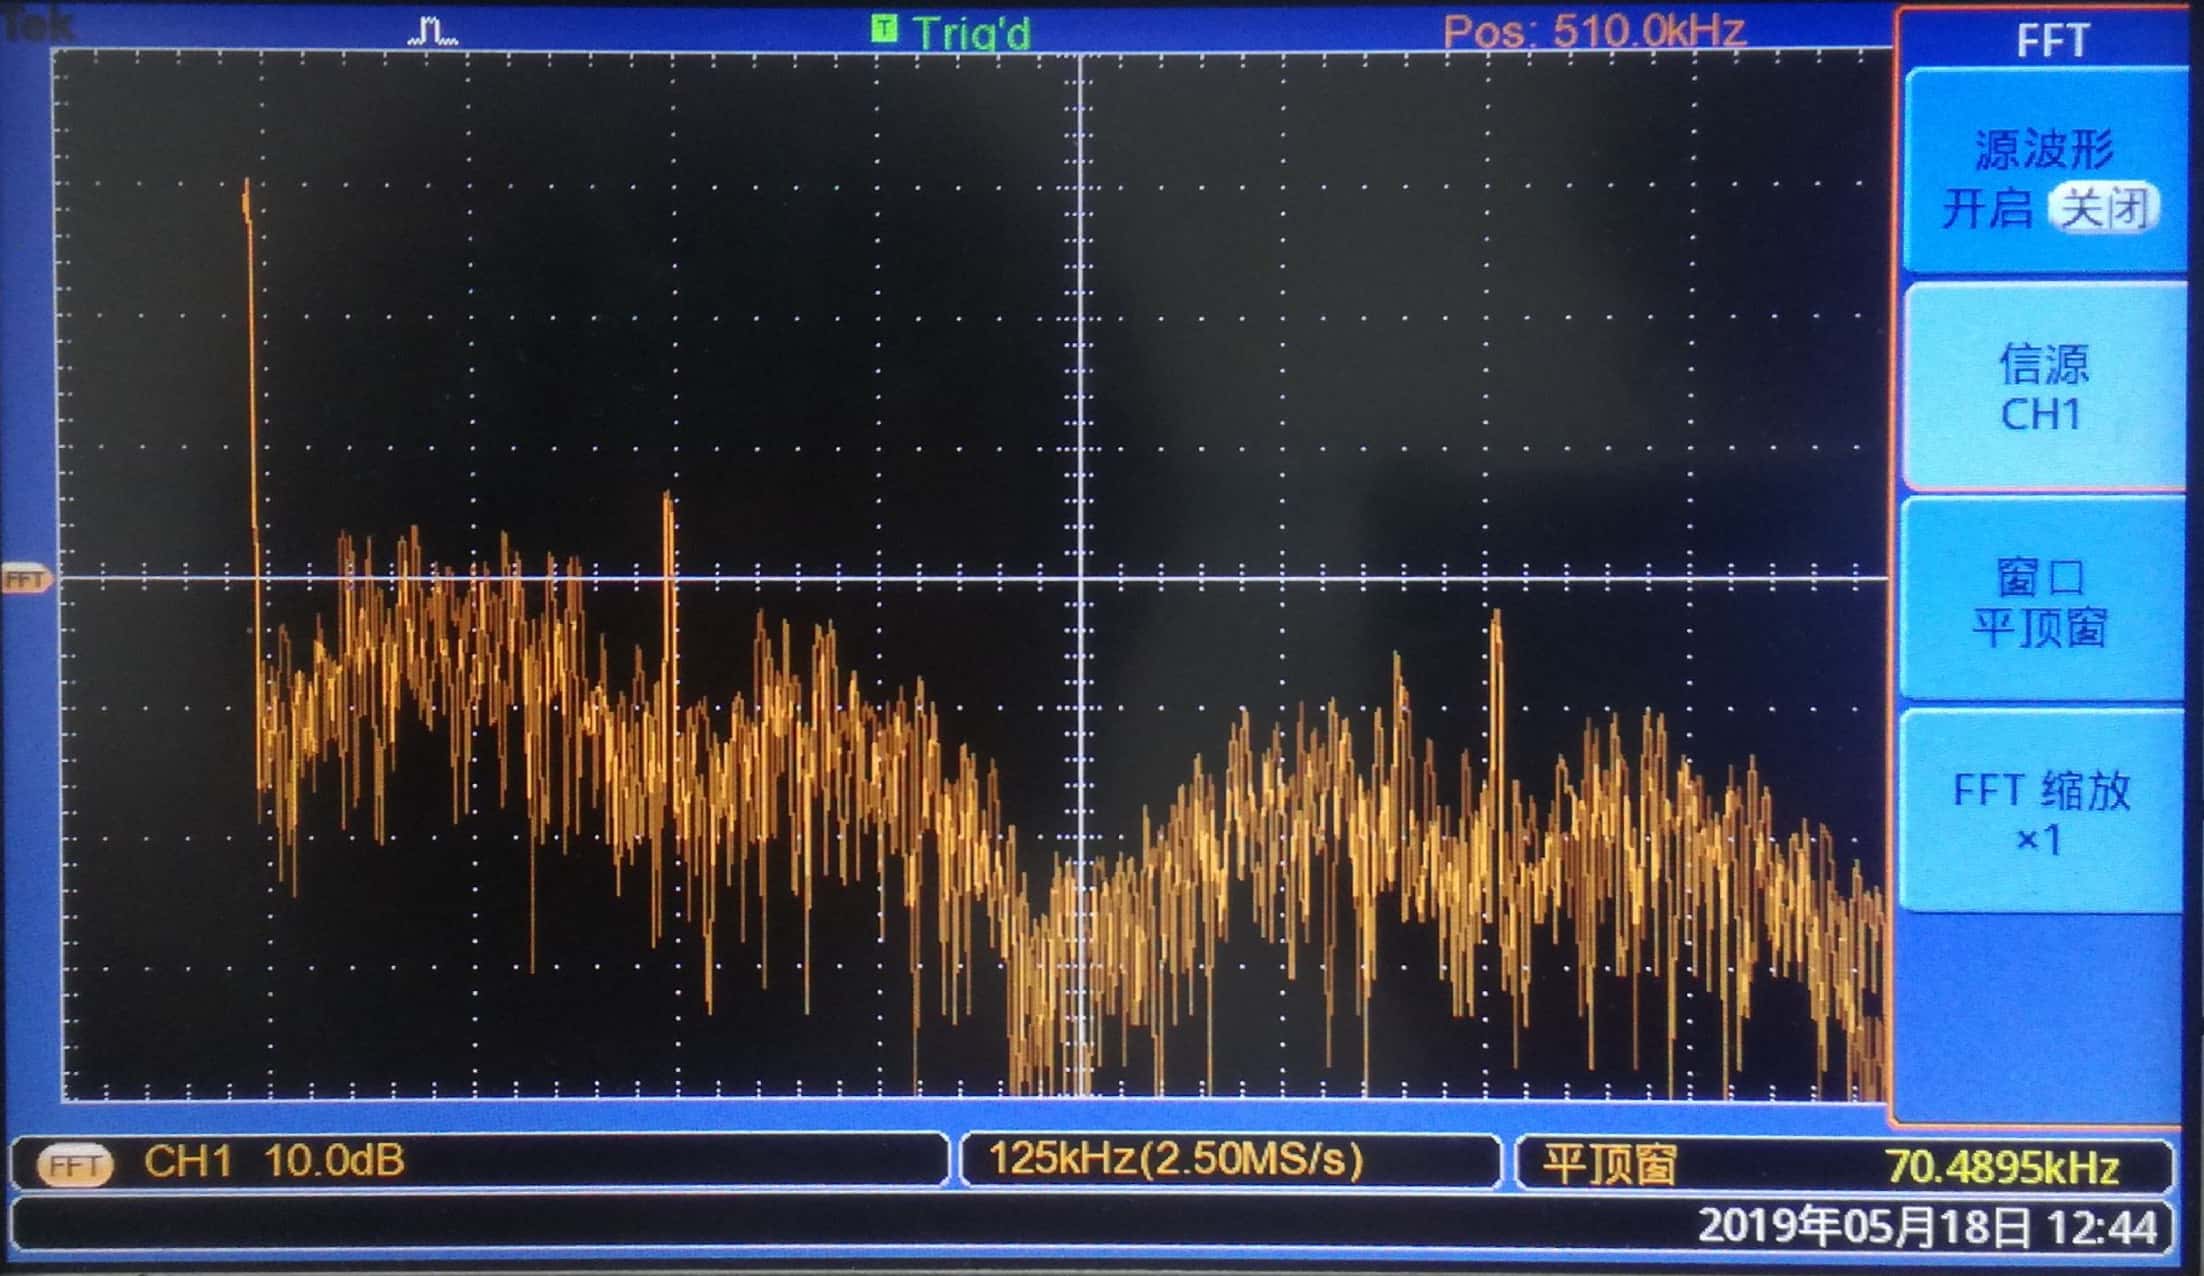 Tek
T Trig'd
Pos: 510.0kHz
FFT
源波形
开启 关闭
信源
CH1
FFT
窗口
平顶窗
FFT 缩放
×1
FFT CH1 10.0dB
125kHz(2.50MS/s)
平顶窗 70.4895kHz
2019年05月18日 12:44